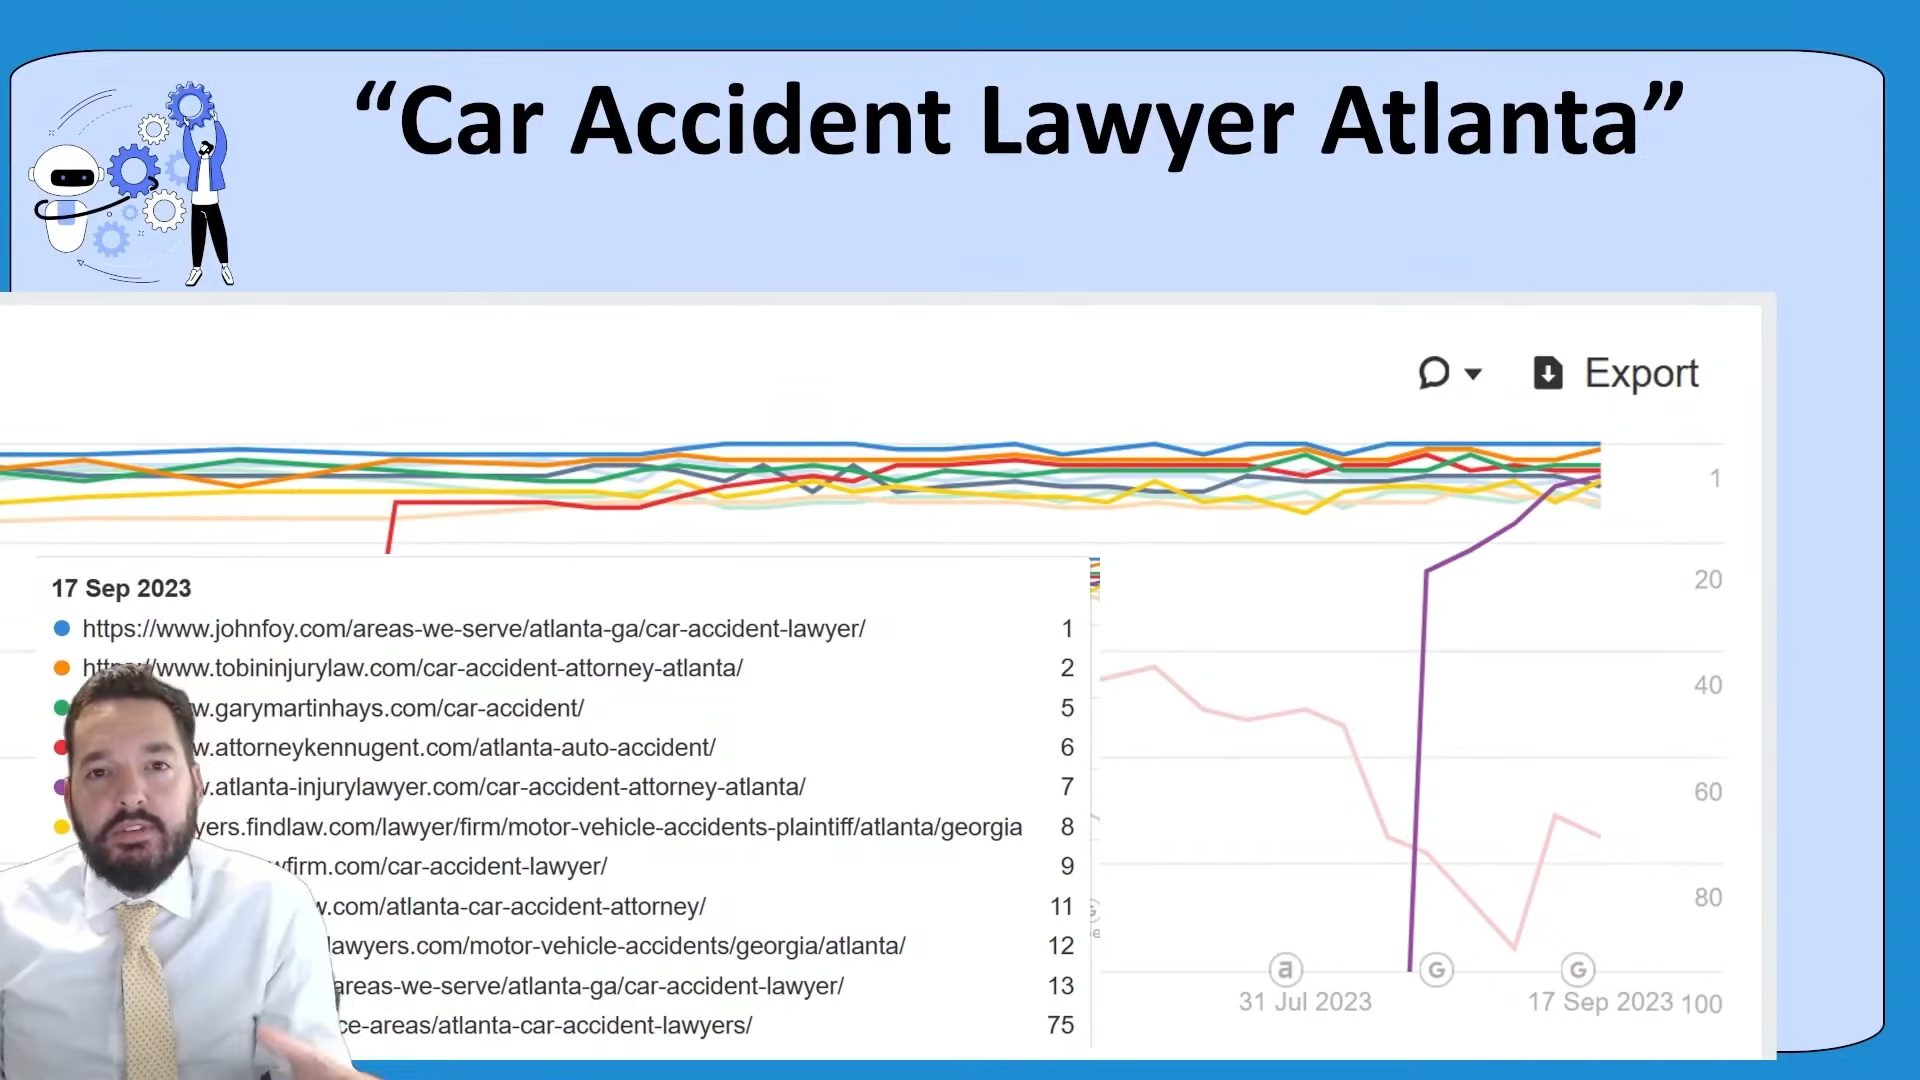 “Car Accident Lawyer Atlanta”
Export
1
20
40
60
80
100
31 Jul 2023
17 Sep 2023
17 Sep 2023
https://www.johnfoy.com/areas-we-serve/atlanta-ga/car-accident-lawyer/ 1
https://www.tobininjurylaw.com/car-accident-attorney-atlanta/ 2
w.garymartinhays.com/car-accident/ 5
w.attorneykennugent.com/atlanta-auto-accident/ 6
.atlanta-injurylawyer.com/car-accident-attorney-atlanta/ 7
yers.findlaw.com/lawyer/firm/motor-vehicle-accidents-plaintiff/atlanta/georgia 8
firm.com/car-accident-lawyer/ 9
w.com/atlanta-car-accident-attorney/ 11
lawyers.com/motor-vehicle-accidents/georgia/atlanta/ 12
areas-we-serve/atlanta-ga/car-accident-lawyer/ 13
ce-areas/atlanta-car-accident-lawyers/ 75
a
G
G